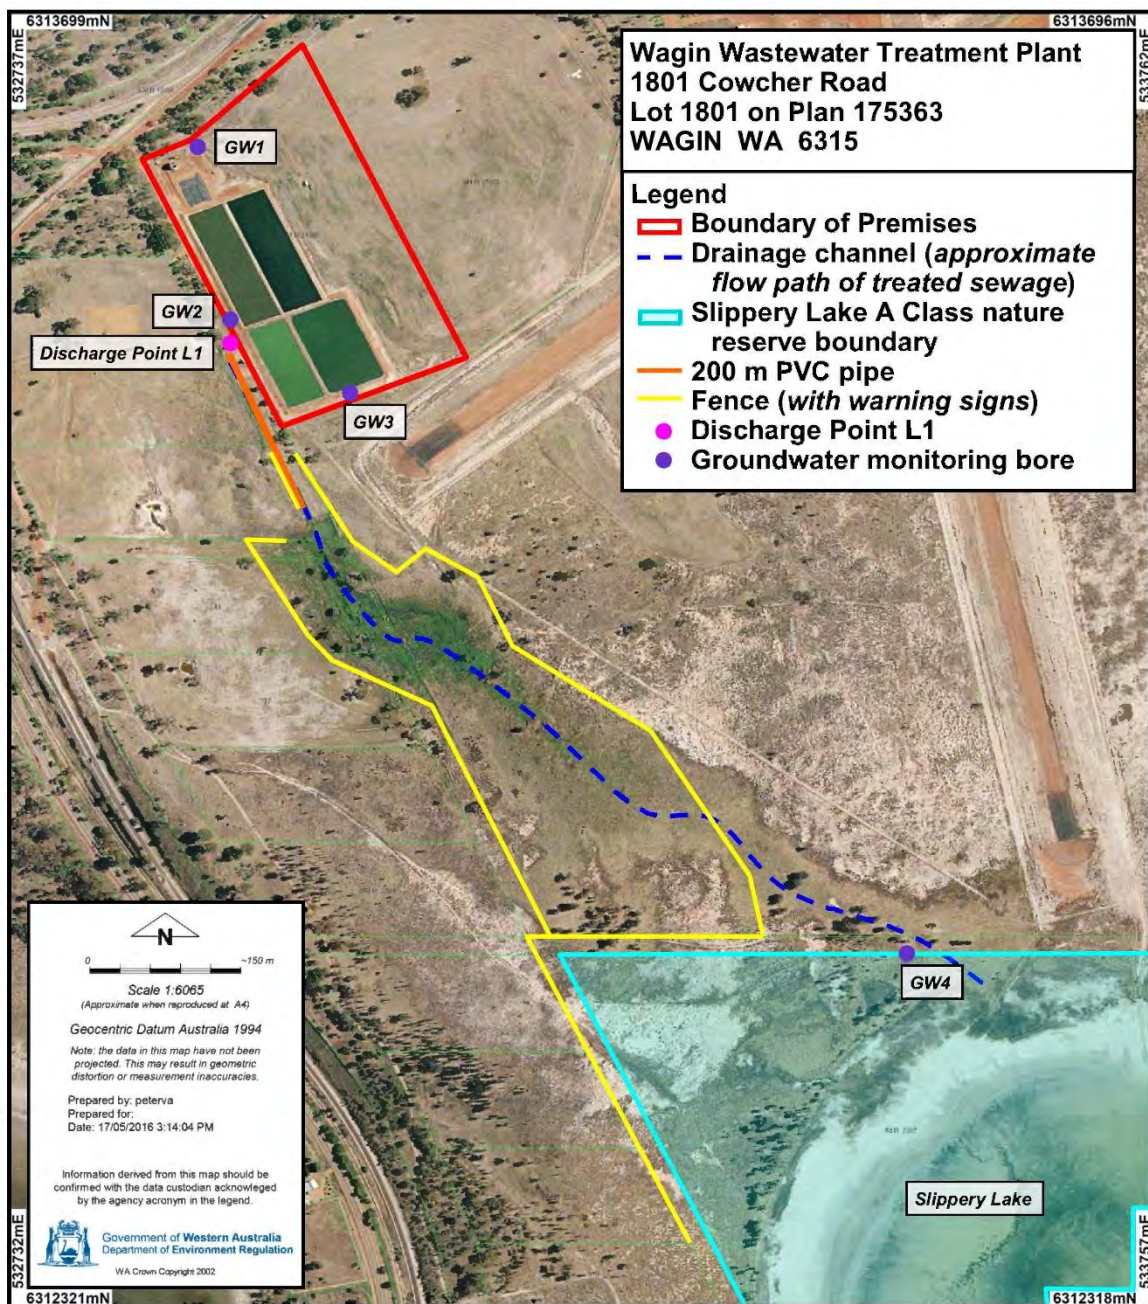 6313699mN
6313696mN
532737mE
533762mE
Wagin Wastewater Treatment Plant
1801 Cowcher Road
Lot 1801 on Plan 175363
WAGIN WA 6315
Legend
Boundary of Premises
Drainage channel (approximate
flow path of treated sewage)
Slippery Lake A Class nature
reserve boundary
200 m PVC pipe
Fence (with warning signs)
Discharge Point L1
Groundwater monitoring bore
GW1
GW2
Discharge Point L1
GW3
GW4
Slippery Lake
N
0
~150 m
Scale 1:6065
(Approximate when reproduced at A4)
Geocentric Datum Australia 1994
Note: the data in this map have not been
projected. This may result in geometric
distortion or measurement inaccuracies.
Prepared by: peterva
Prepared for:
Date: 17/05/2016 3:14:04 PM
Information derived from this map should be
confirmed with the data custodian acknowleged
by the agency acronym in the legend.
Government of Western Australia
Department of Environment Regulation
WA Crown Copyright 2002
532732mE
533757mE
6312321mN
6312318mN